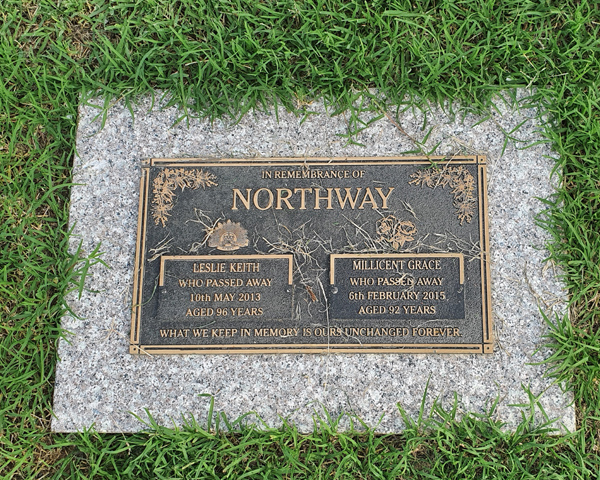 IN REMEMBRANCE OF
NORTHWAY
LESLIE KEITH
WHO PASSED AWAY
10th MAY 2013
AGED 96 YEARS
MILLICENT GRACE
WHO PASSED AWAY
6th FEBRUARY 2015
AGED 92 YEARS
WHAT WE KEEP IN MEMORY IS OURS UNCHANGED FOREVER